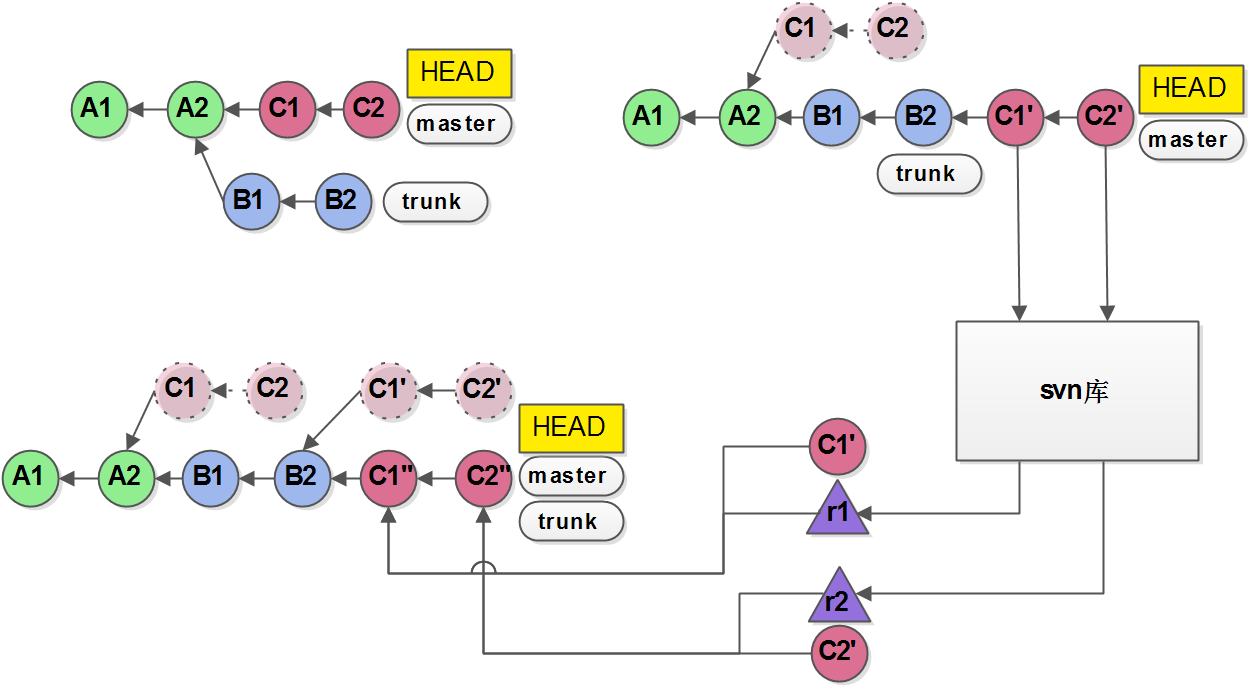 HEAD
A1
A2
C1
C2
master
B1
B2
trunk
C1
C2
HEAD
A1
A2
B1
B2
C1'
C2'
master
trunk
svn库
C1
C2
C1'
C2'
HEAD
A1
A2
B1
B2
C1"
C2"
master
trunk
C1'
r1
r2
C2'